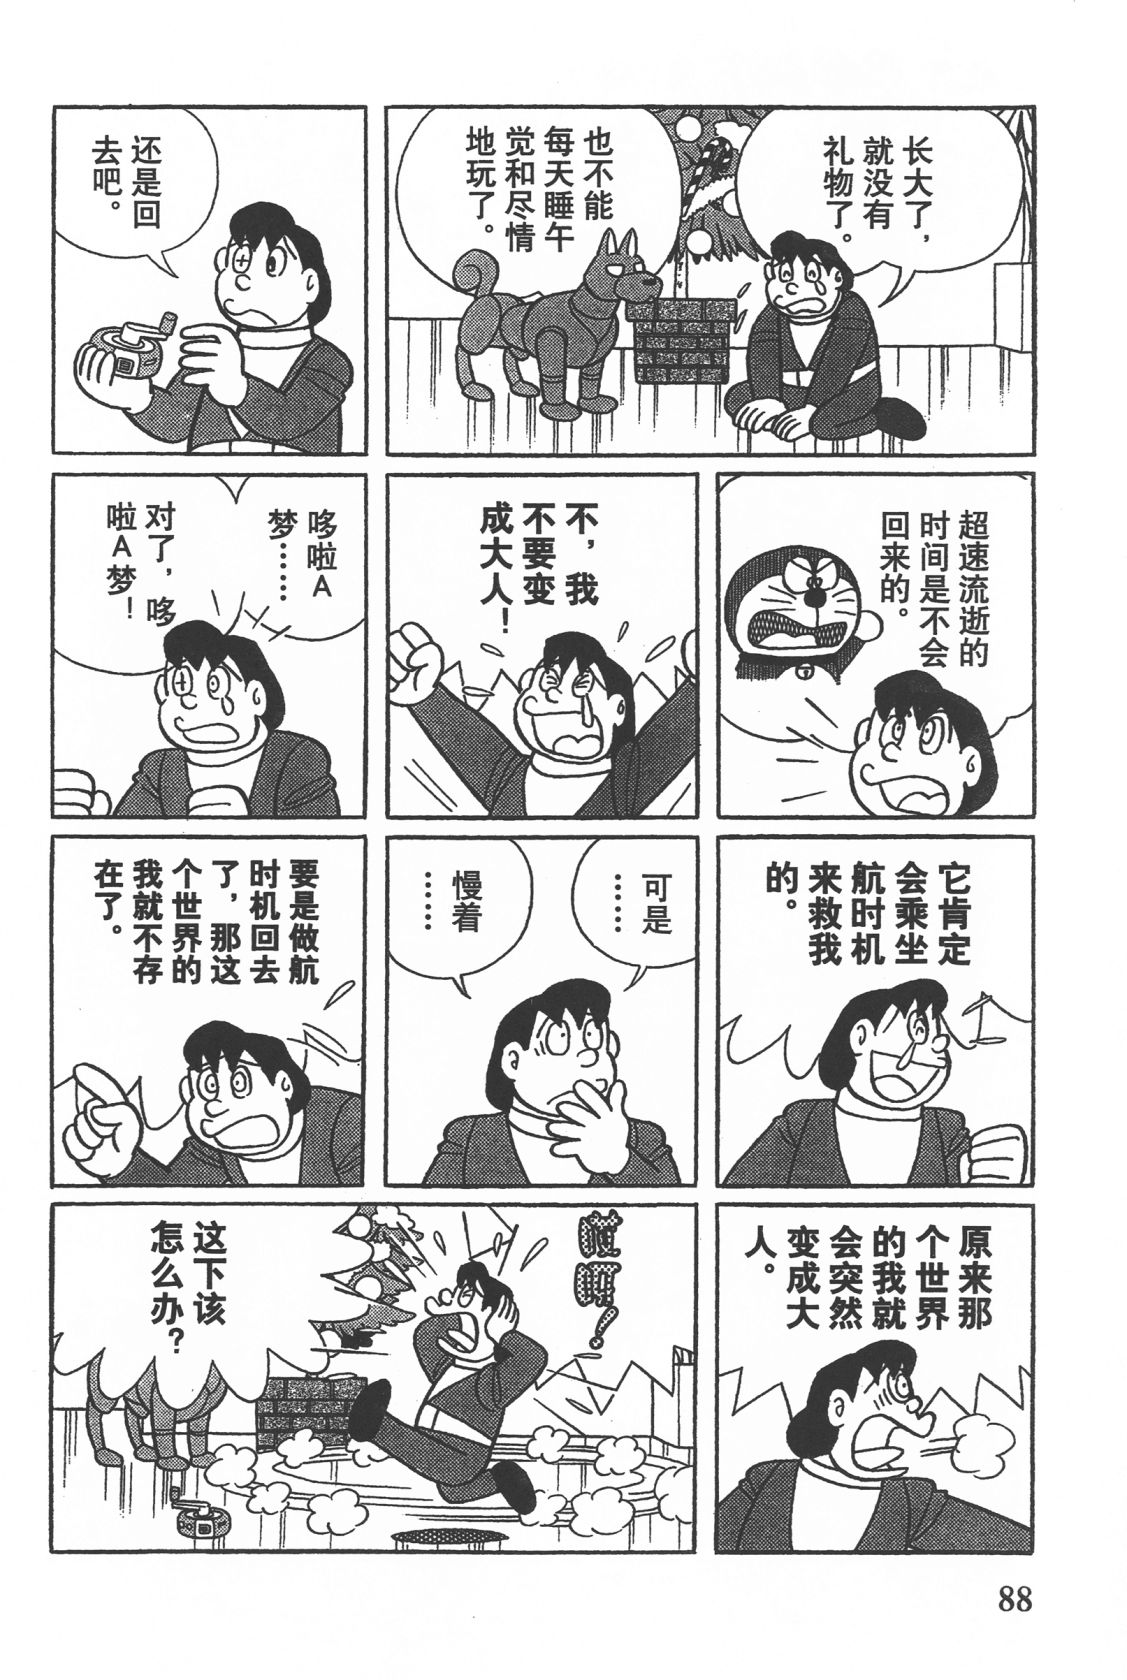 长大了，
就没有
礼物了。
也不能
每天睡午
觉和尽情
地玩了。
还是回
去吧。
超速流逝的
时间是不会
回来的。
不，我
不要变
成大人！
哆啦A
梦……
对了，哆
啦A梦！
它肯定
会乘坐
航时机
来救我
的。
可是
……
慢着
……
要是做航
时机回去
了，那这
个世界的
我就不存
在了。
原来那
个世界
的我就
会突然
变成大
人。
哎呀！
这下该
怎么办？
88